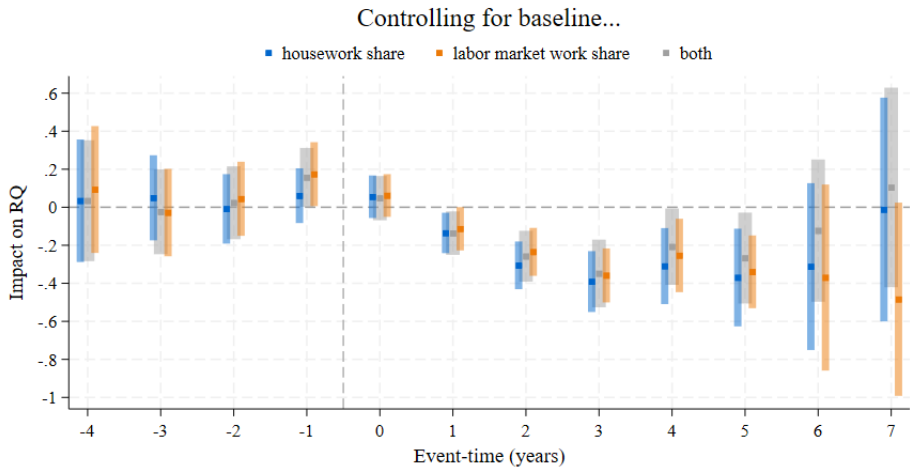 Controlling for baseline...
housework share labor market work share both
Impact on RQ
.6
.4
.2
0
-.2
-.4
-.6
-.8
-1
-4 -3 -2 -1 0 1 2 3 4 5 6 7
Event-time (years)